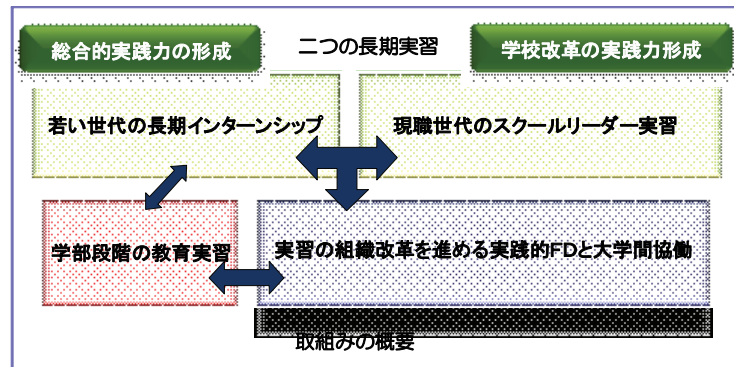 総合的実践力の形成
二つの長期実習
学校改革の実践力形成
若い世代の長期インターンシップ
現職世代のスクールリーダー実習
学部段階の教育実習
実習の組織改革を進める実践的FDと大学間協働
取組みの概要